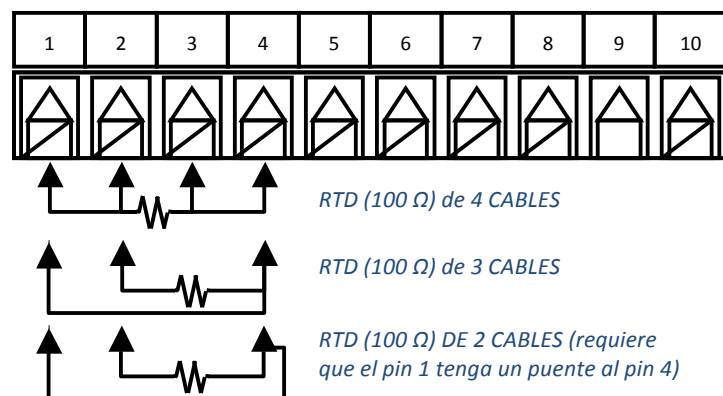 1 2 3 4 5 6 7 8 9 10
RTD (100 Ω) de 4 CABLES
RTD (100 Ω) de 3 CABLES
RTD (100 Ω) DE 2 CABLES (requiere
que el pin 1 tenga un puente al pin 4)